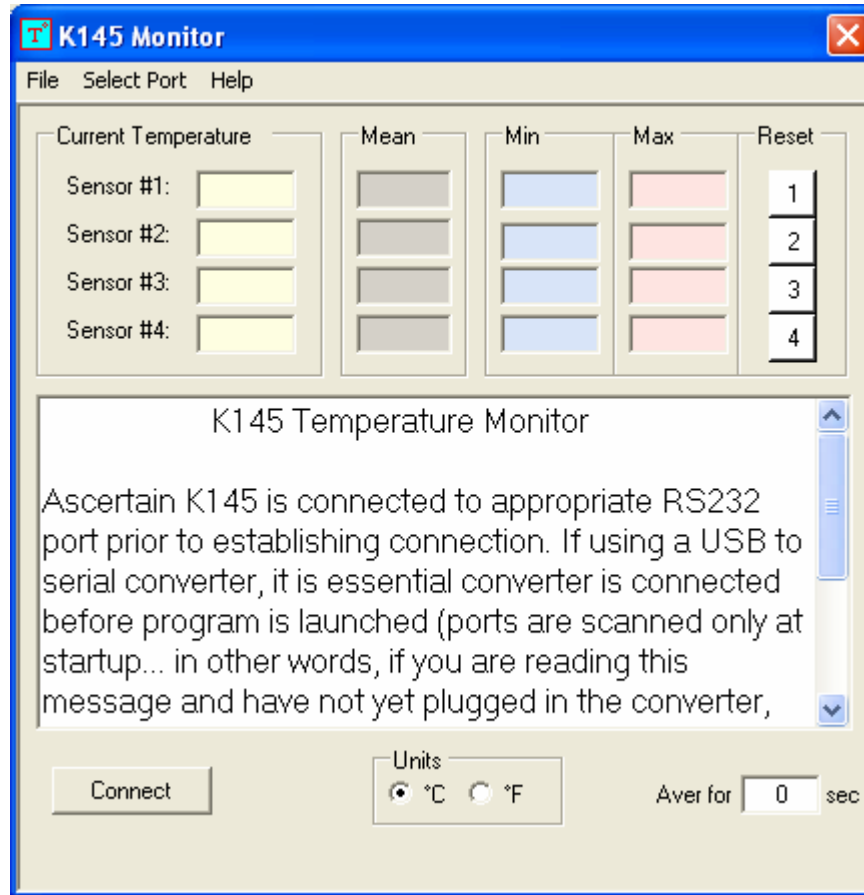 T°
K145 Monitor
File Select Port Help
Current Temperature Mean Min Max Reset
Sensor #1: 1
Sensor #2: 2
Sensor #3: 3
Sensor #4: 4
K145 Temperature Monitor
Ascertain K145 is connected to appropriate RS232
port prior to establishing connection. If using a USB to
serial converter, it is essential converter is connected
before program is launched (ports are scanned only at
startup... in other words, if you are reading this
message and have not yet plugged in the converter,
Units
Connect °C °F Aver for 0 sec